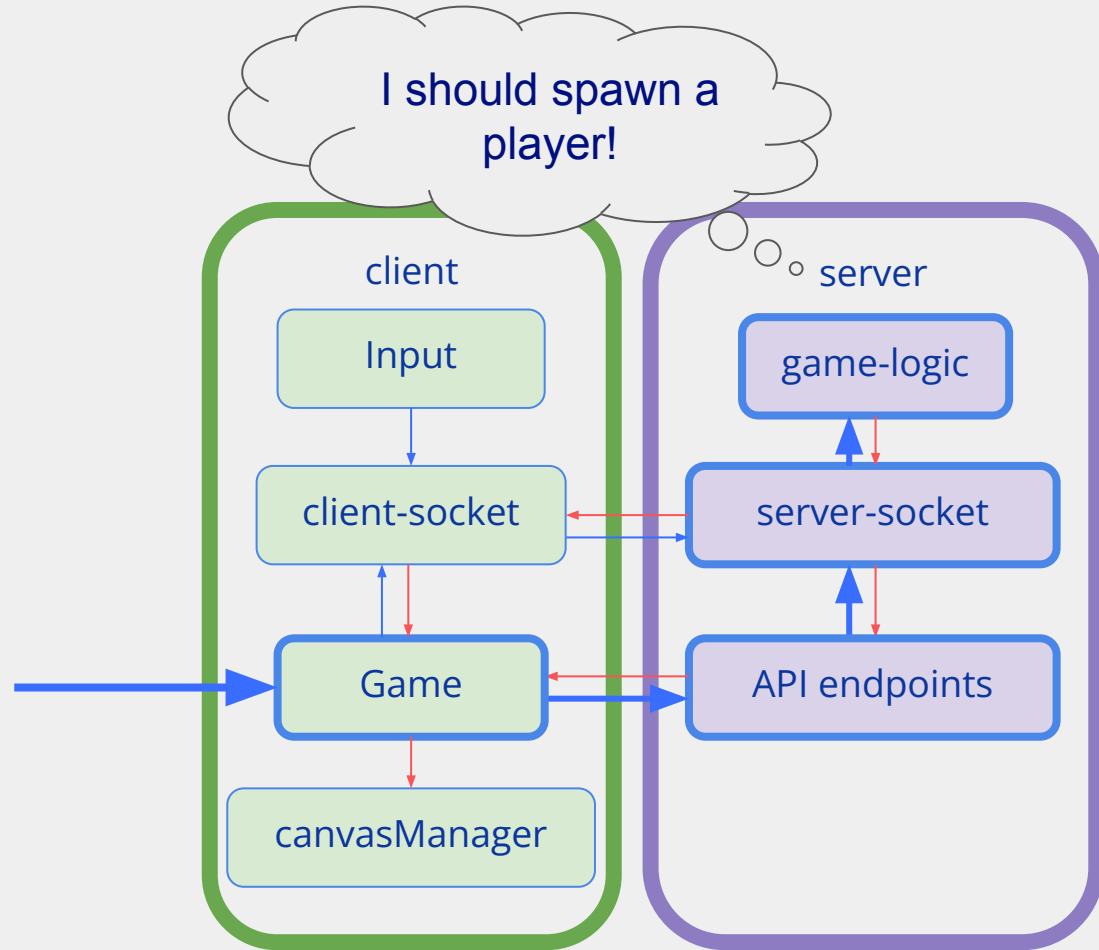 I should spawn a
player!
client
server
Input
game-logic
client-socket
server-socket
Game
API endpoints
canvasManager